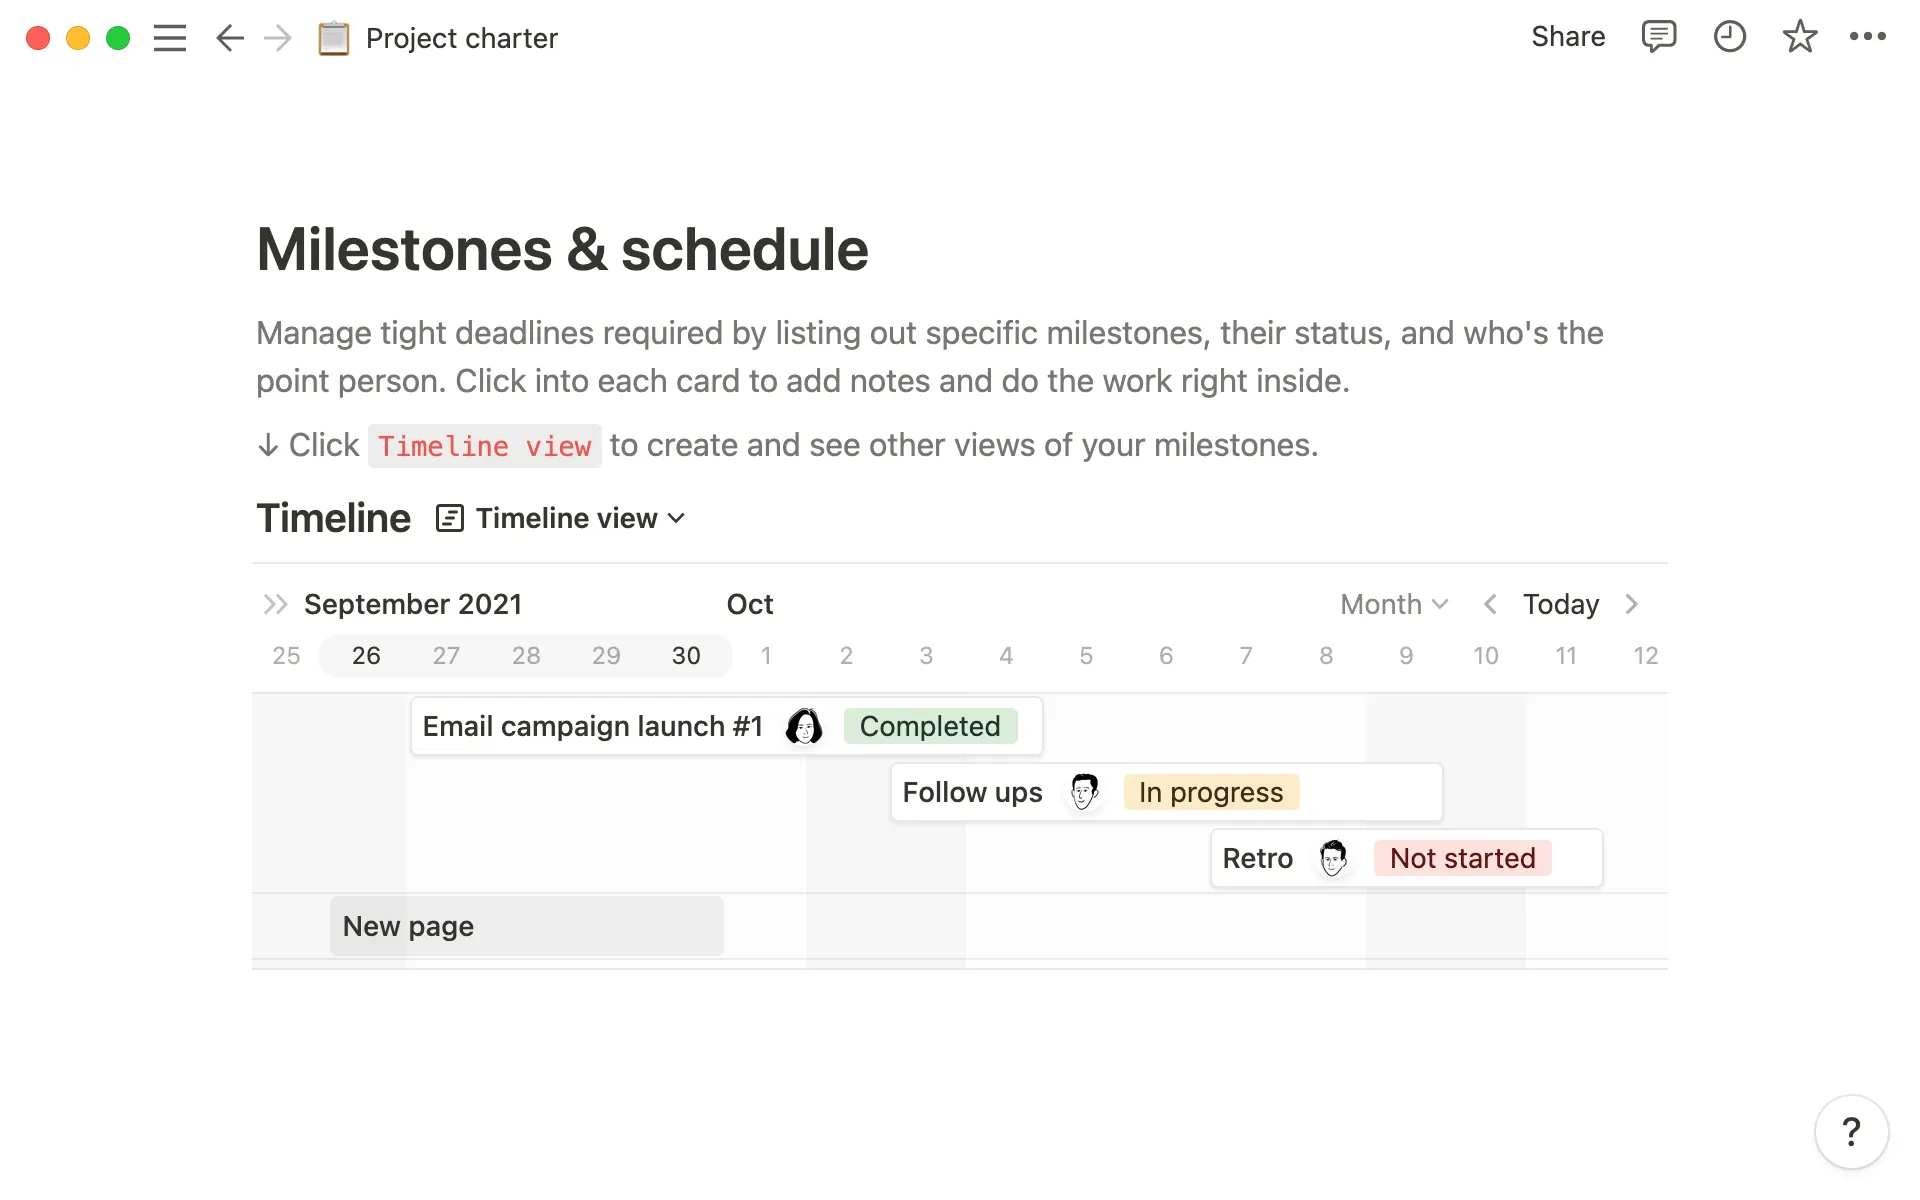 Project charter
Share
Milestones & schedule
Manage tight deadlines required by listing out specific milestones, their status, and who's the
point person. Click into each card to add notes and do the work right inside.
↓ Click Timeline view to create and see other views of your milestones.
Timeline Timeline view
September 2021 Oct Month Today
25 26 27 28 29 30 1 2 3 4 5 6 7 8 9 10 11 12
Email campaign launch #1 Completed
Follow ups In progress
Retro Not started
New page
?